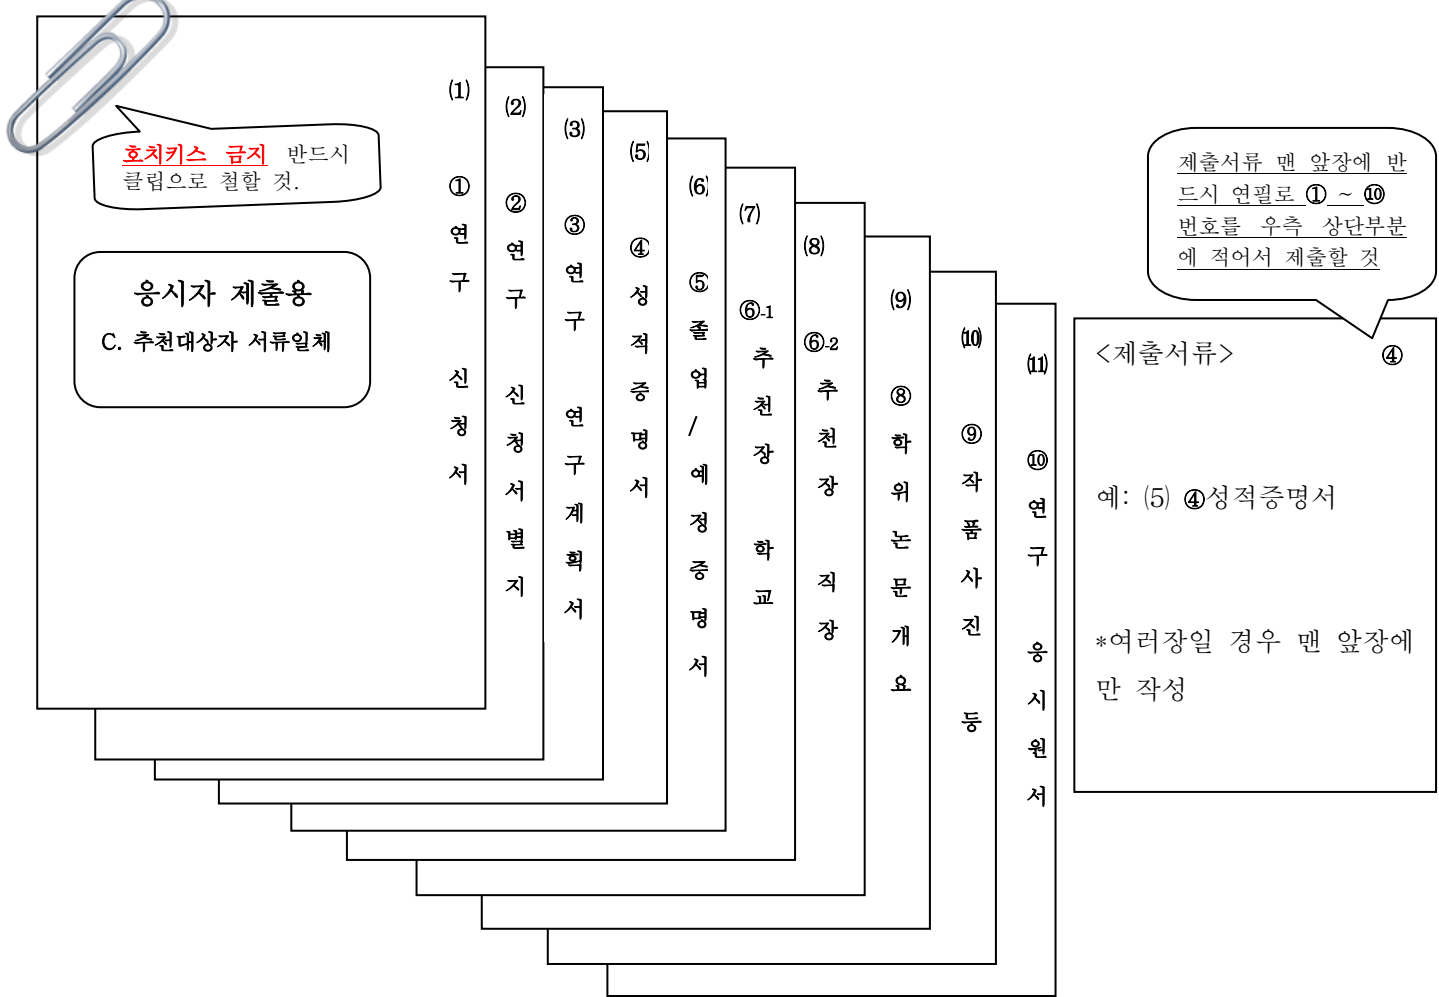 호치키스 금지 반드시
클립으로 철할 것.
응시자 제출용
C. 추천대상자 서류일체
(1) ①연구 신청서
(2) ②연구 신청서별지
(3) ③연구 연구계획서
(5) ④성적증명서
(6) ⑤졸업/예정증명서
(7) ⑥-1추천장 학교
(8) ⑥-2추천장 직장
(9) ⑧학위논문개요
(10) ⑨작품사진 등
(11) ⑩연구 응시원서
제출서류 맨 앞장에 반
드시 연필로 ① ~ ⑩
번호를 우측 상단부분
에 적어서 제출할 것
<제출서류> ④
예: (5) ④성적증명서
*여러장일 경우 맨 앞장에
만 작성